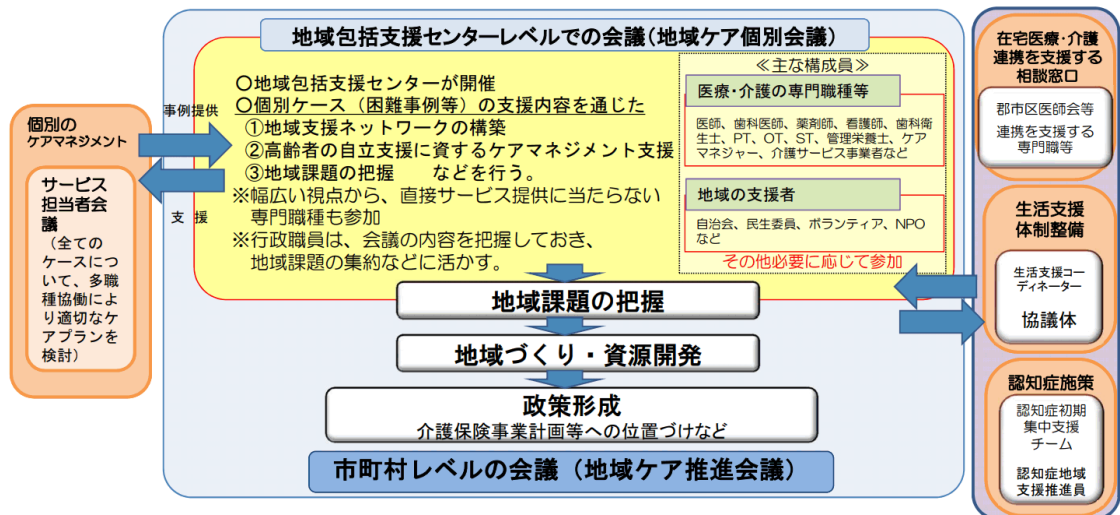 地域包括支援センターレベルでの会議(地域ケア個別会議)
事例提供
支 援
個別の
ケアマネジメント
サービス
担当者会
議
(全ての
ケースにつ
いて、多職
種協働によ
り適切なケ
アプランを
検討)
〇地域包括支援センターが開催
〇個別ケース(困難事例等)の支援内容を通じた
①地域支援ネットワークの構築
②高齢者の自立支援に資するケアマネジメント支援
③地域課題の把握 などを行う。
※幅広い視点から、直接サービス提供に当たらない
専門職種も参加
※行政職員は、会議の内容を把握しておき、
地域課題の集約などに活かす。
≪主な構成員≫
医療・介護の専門職種等
医師、歯科医師、薬剤師、看護師、歯科衛
生士、PT、OT、ST、管理栄養士、ケア
マネジャー、介護サービス事業者など
地域の支援者
自治会、民生委員、ボランティア、NPO
など
その他必要に応じて参加
地域課題の把握
地域づくり・資源開発
政策形成
介護保険事業計画等への位置づけなど
市町村レベルの会議(地域ケア推進会議)
在宅医療・介護
連携を支援する
相談窓口
郡市区医師会等
連携を支援する
専門職等
生活支援
体制整備
生活支援コー
ディネーター
協議体
認知症施策
認知症初期
集中支援
チーム
認知症地域
支援推進員